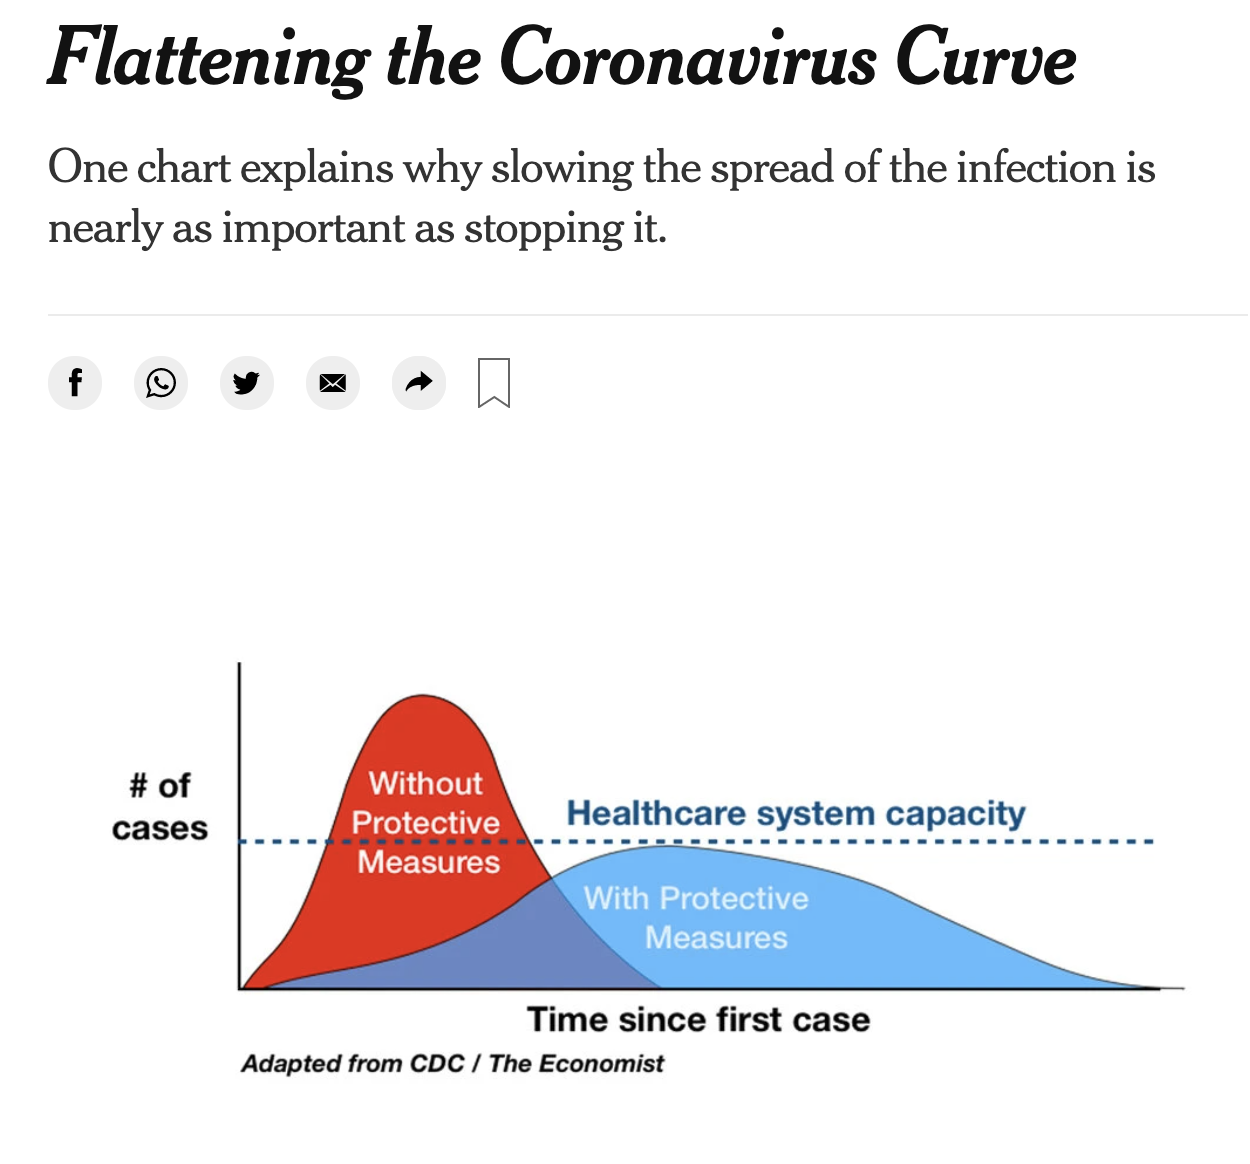 Flattening the Coronavirus Curve
One chart explains why slowing the spread of the infection is
nearly as important as stopping it.
# of
cases
Without
Protective
Measures
Healthcare system capacity
With Protective
Measures
Time since first case
Adapted from CDC / The Economist